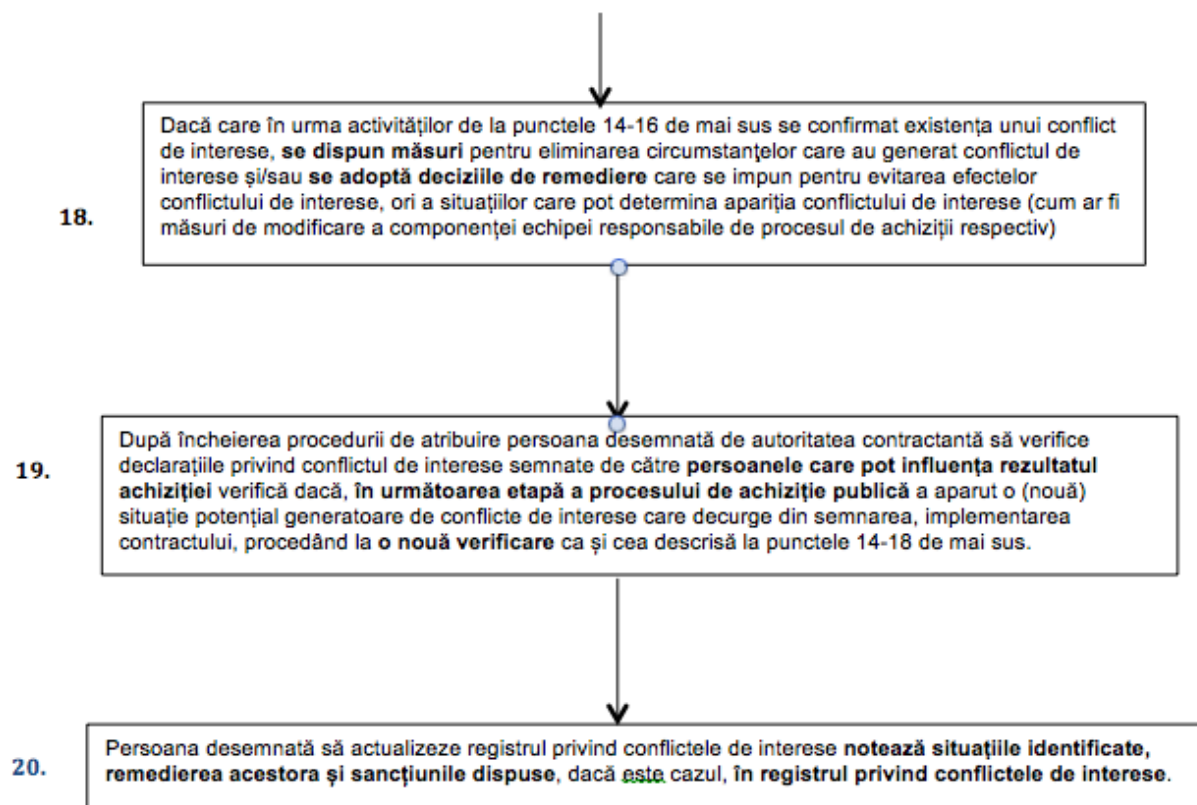 Dacă care în urma activităților de la punctele 14-16 de mai sus se confirmat existența unui conflict
de interese, se dispun măsuri pentru eliminarea circumstanţelor care au generat conflictul de
interese și/sau se adoptă deciziile de remediere care se impun pentru evitarea efectelor
conflictului de interese, ori a situațiilor care pot determina apariția conflictului de interese (cum ar fi
măsuri de modificare a componenței echipei responsabile de procesul de achiziții respectiv)
18.
După încheierea procedurii de atribuire persoana desemnată de autoritatea contractantă să verifice
declarațiile privind conflictul de interese semnate de către persoanele care pot influența rezultatul
achiziției verifică dacă, în următoarea etapă a procesului de achiziție publică a aparut o (nouă)
situație potențial generatoare de conflicte de interese care decurge din semnarea, implementarea
contractului, procedând la o nouă verificare ca și cea descrisă la punctele 14-18 de mai sus.
19.
Persoana desemnată să actualizeze registrul privind conflictele de interese notează situațiile identificate,
remedierea acestora și sancțiunile dispuse, dacă este cazul, în registrul privind conflictele de interese.
20.